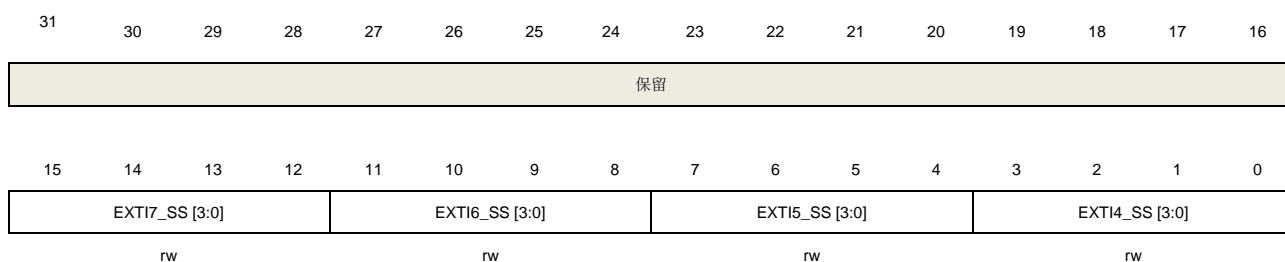 31 30 29 28 27 26 25 24 23 22 21 20 19 18 17 16
保留
15 14 13 12 11 10 9 8 7 6 5 4 3 2 1 0
EXTI7_SS [3:0] EXTI6_SS [3:0] EXTI5_SS [3:0] EXTI4_SS [3:0]
rw rw rw rw